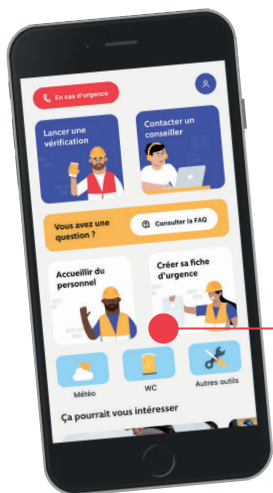 En cas d'urgence
Lancer une
vérification
Contacter un
conseiller
Vous avez une
question ?
Consulter la FAQ
Accueillir du
personnel
Créer sa fiche
d'urgence
Météo
WC
Autres outils
Ça pourrait vous intéresser